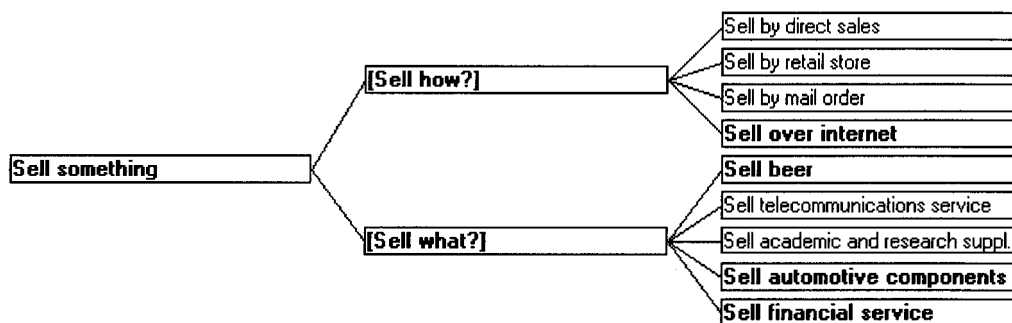 Sell by direct sales
Sell by retail store
[Sell how?]
Sell by mail order
Sell over internet
Sell something
Sell beer
Sell telecommunications service
[Sell what?]
Sell academic and research suppl.
Sell automotive components
Sell financial service